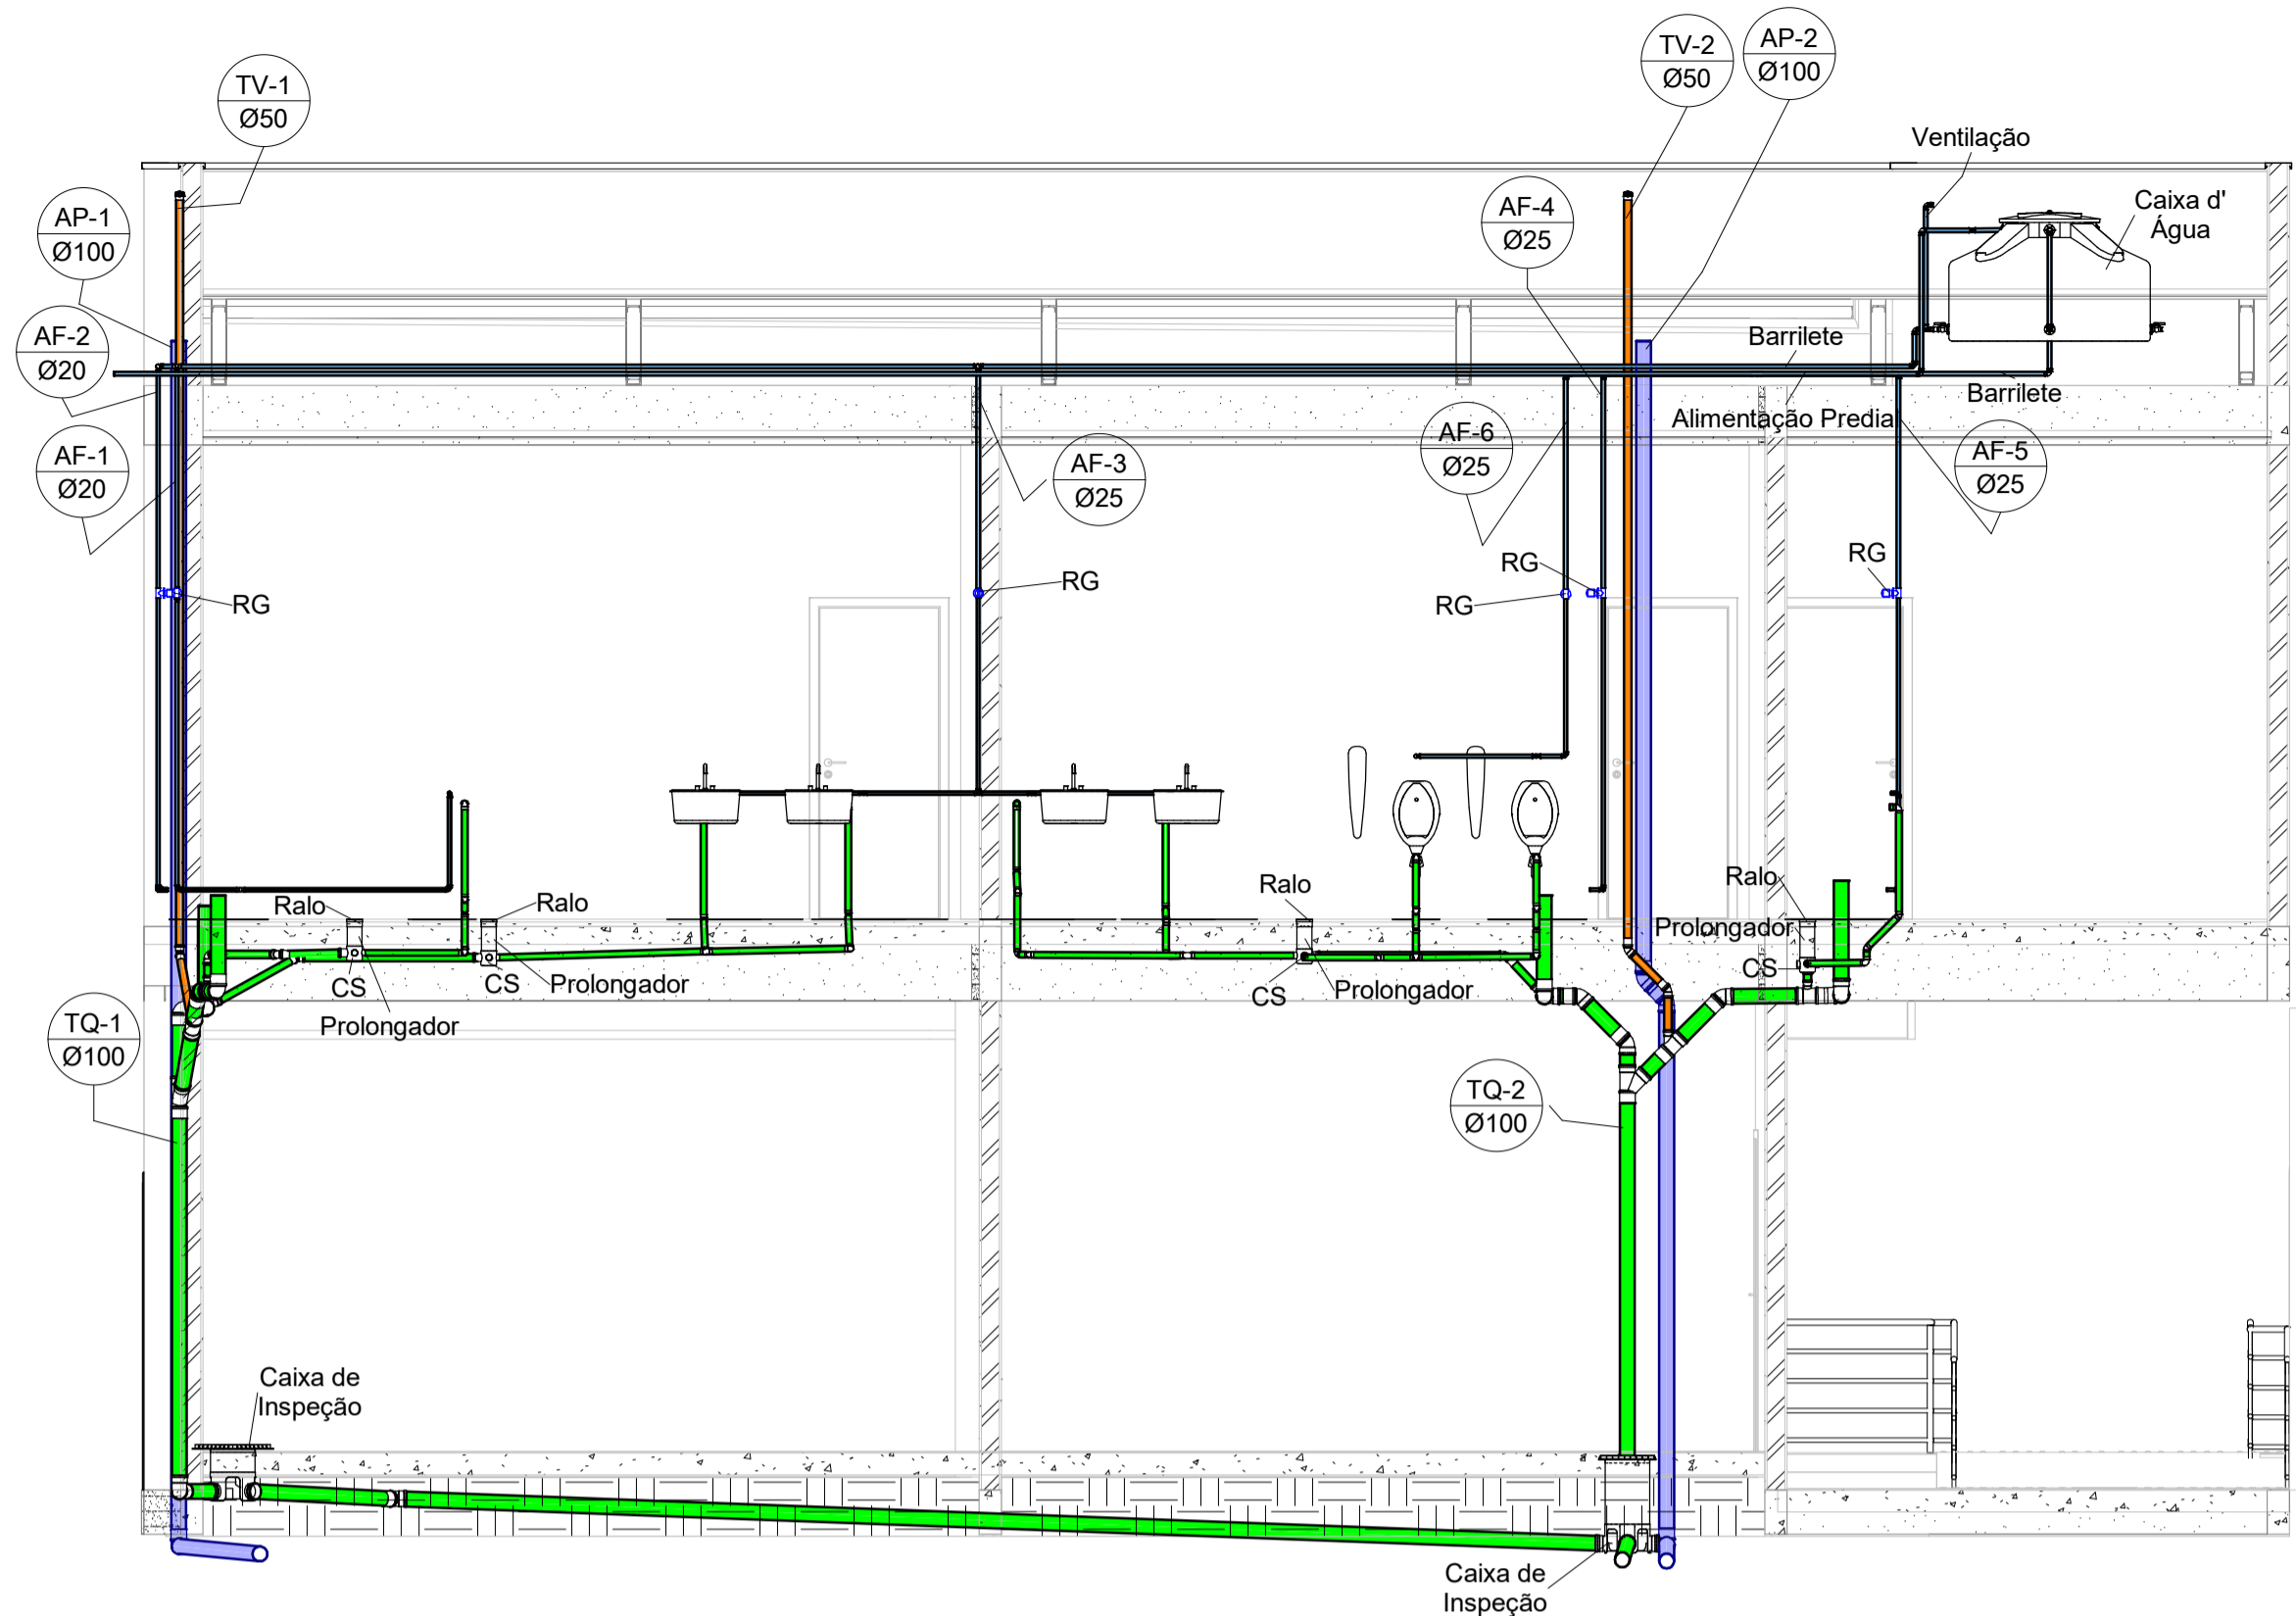 TV-1
Ø50
TV-2
Ø50
AP-2
Ø100
Ventilação
AP-1
Ø100
AF-4
Ø25
Caixa d'
Água
AF-2
Ø20
Barrilete
Barrilete
Alimentação Predia
AF-1
Ø20
AF-3
Ø25
AF-6
Ø25
AF-5
Ø25
RG
RG
RG
RG
RG
Ralo
Ralo
Ralo
Ralo
Prolongador
CS
CS
Prolongador
CS
Prolongador
CS
Prolongador
TQ-1
Ø100
TQ-2
Ø100
Caixa de
Inspeção
Caixa de
Inspeção